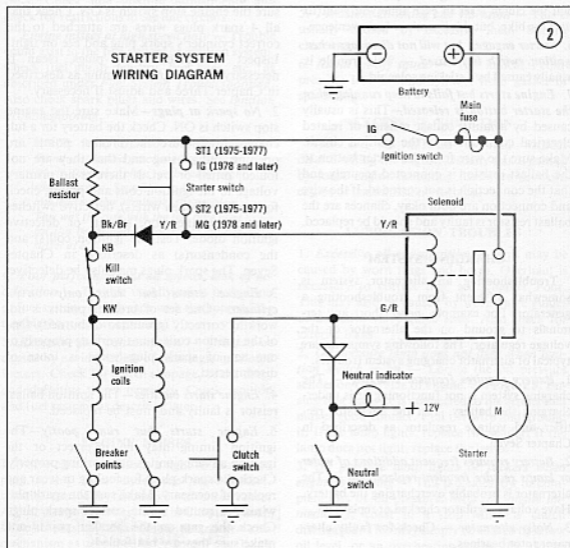 2
STARTER SYSTEM
WIRING DIAGRAM
Battery
Main
fuse
IG
Ignition switch
ST1 (1975-1977)
IG (1978 and later)
Starter switch
ST2 (1975-1977)
MG (1978 and later)
Ballast
resistor
Solenoid
Bk/Br
Y/R
Y/R
KB
Kill
switch
KW
G/R
Ignition
coils
Neutral indicator
+ 12V
M
Breaker
points
Clutch
switch
Neutral
switch
Starter